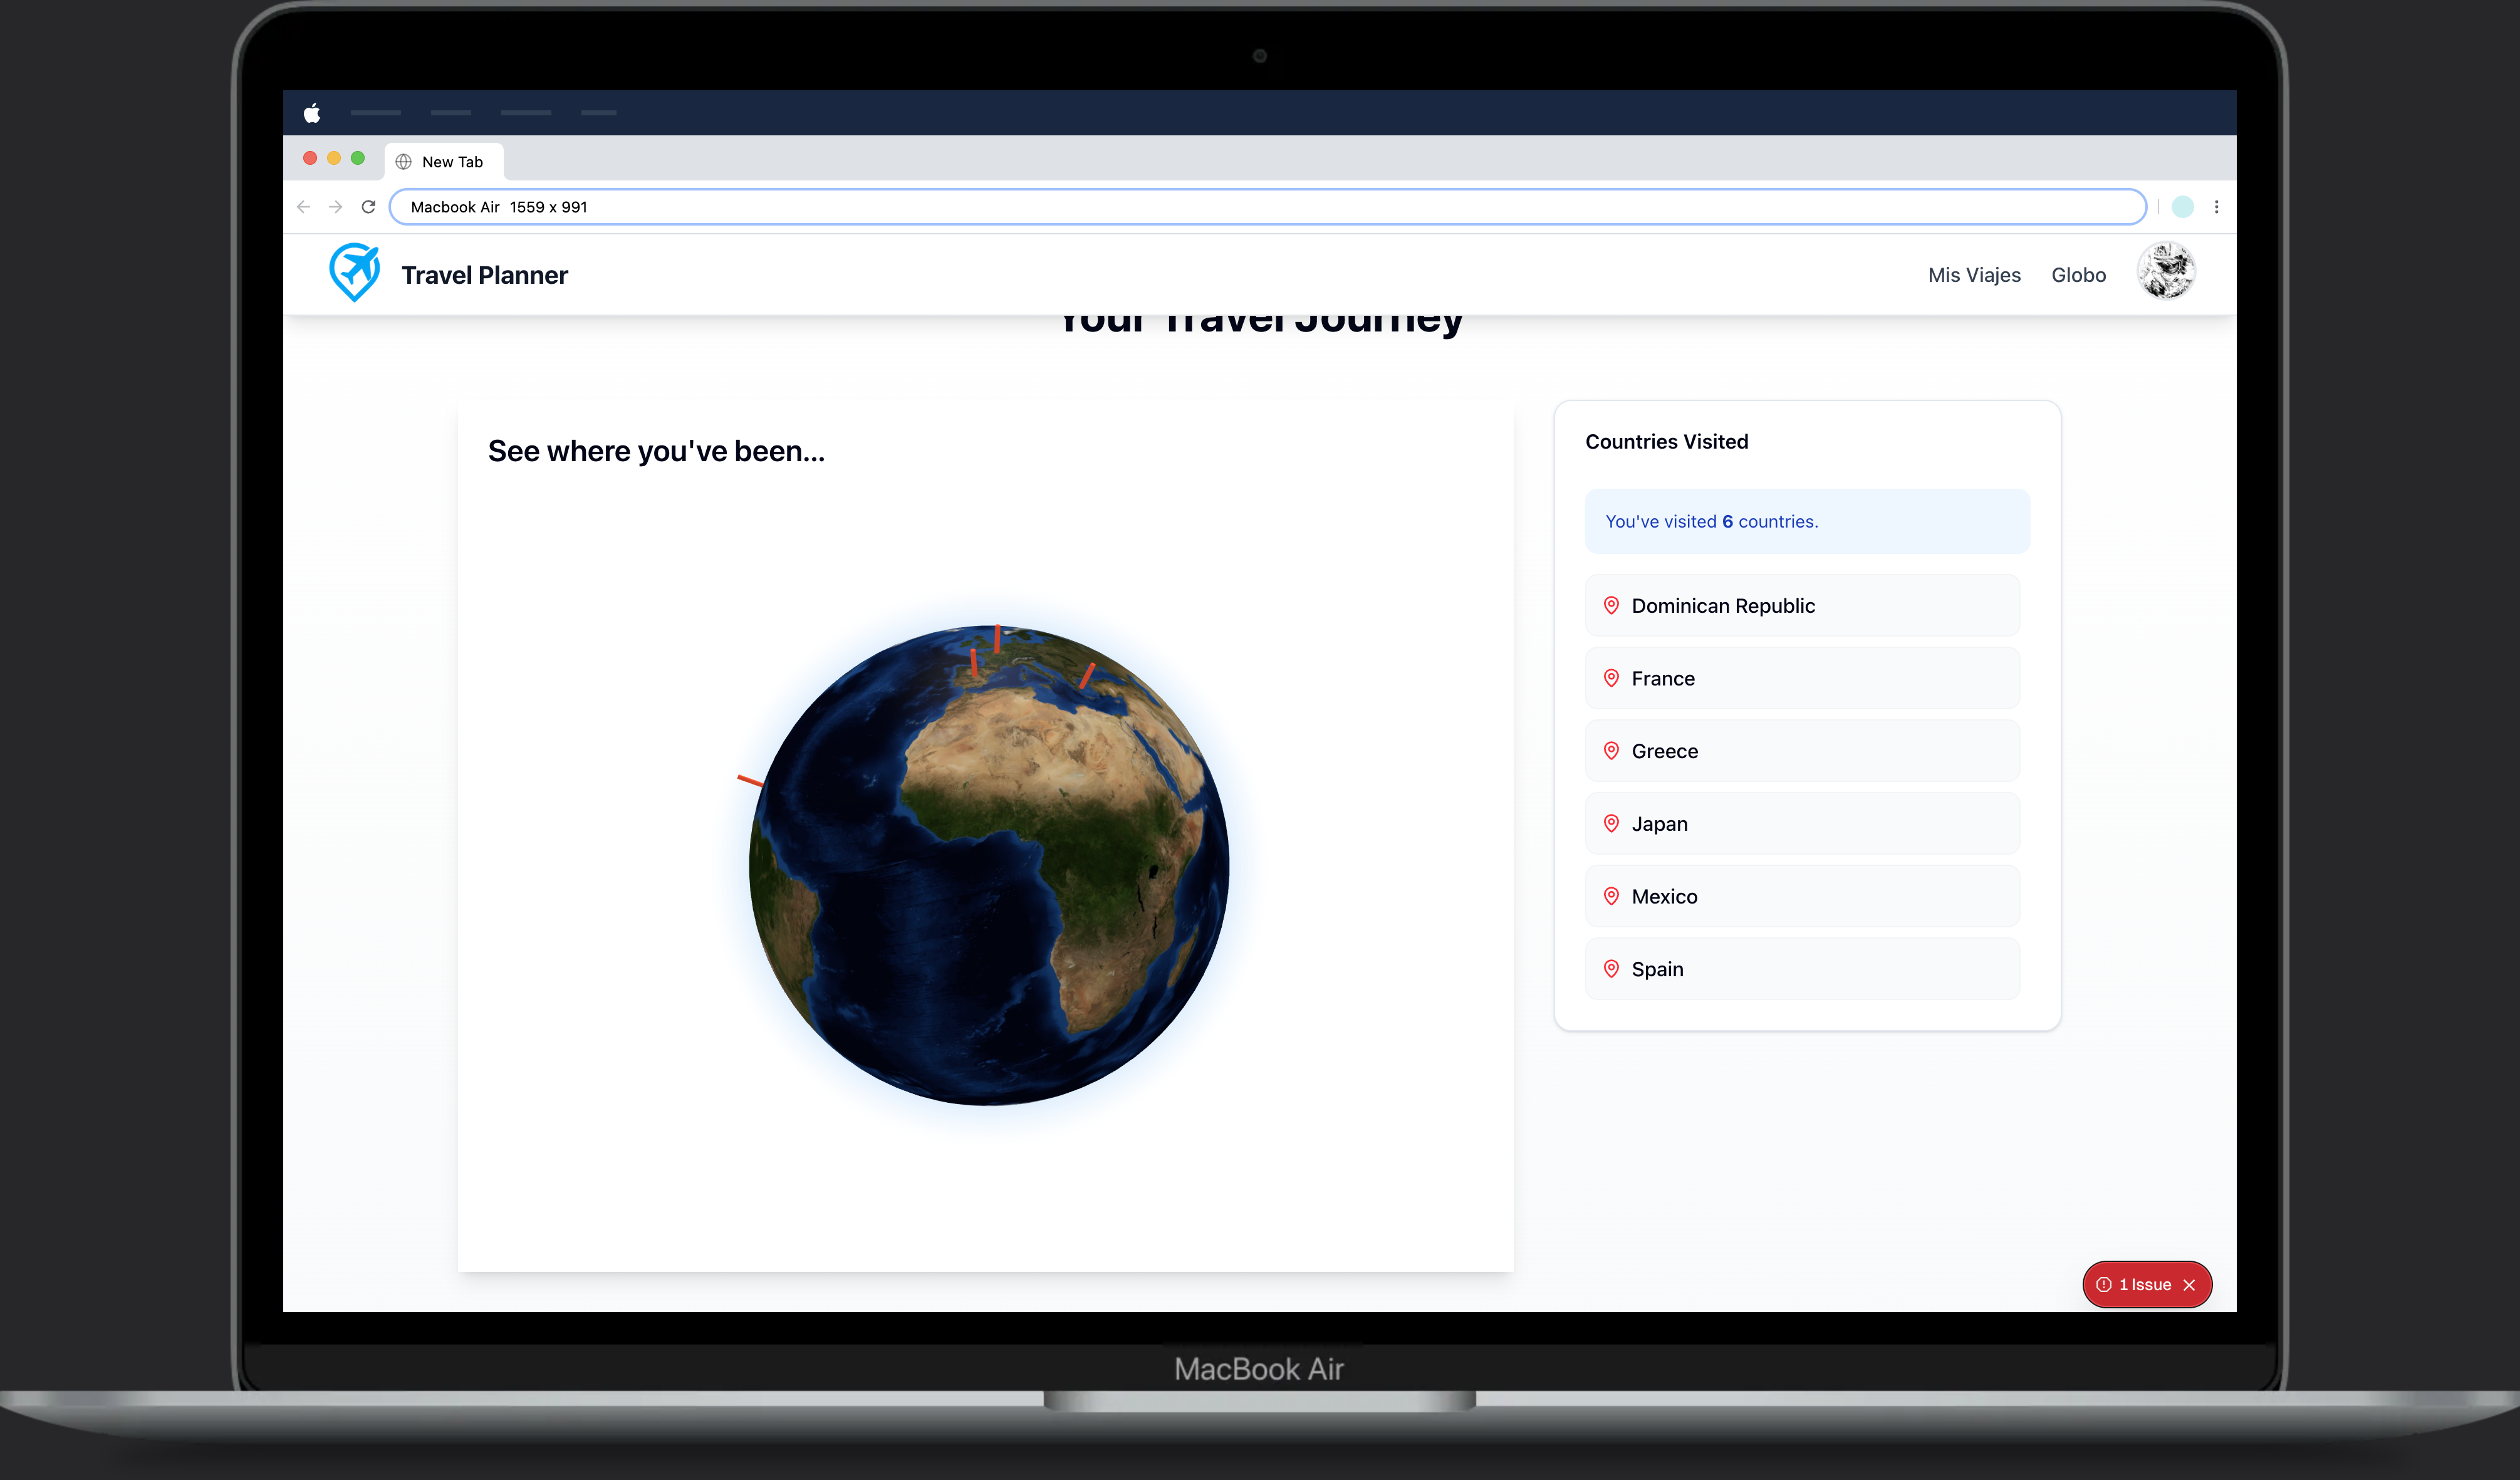 New Tab
Macbook Air 1559 x 991
Travel Planner
Mis Viajes
Globo
Your Travel Journey
See where you've been...
Countries Visited
You've visited 6 countries.
Dominican Republic
France
Greece
Japan
Mexico
Spain
1 Issue
MacBook Air